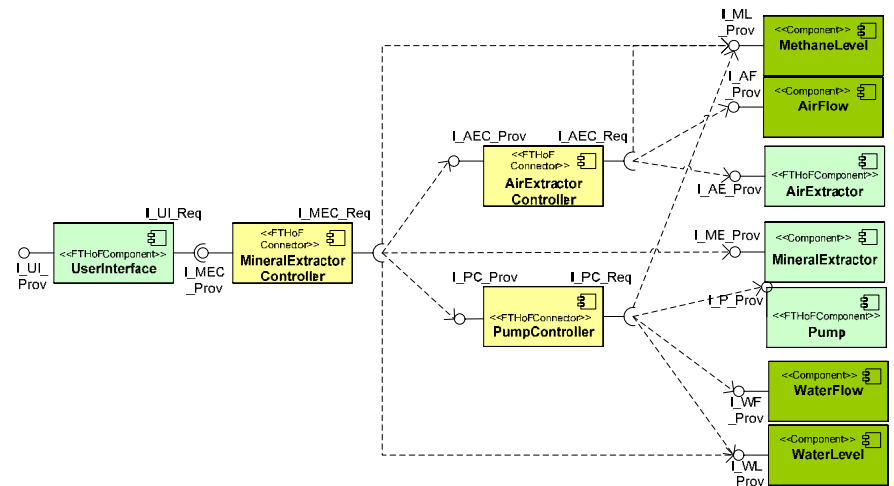 I_ML
_Prov
<<Component>>
MethaneLevel
I_AF
_Prov
<<Component>>
AirFlow
I_AEC_Prov
I_AEC_Req
<<FTHoF
Connector>>
AirExtractor
Controller
<<FTHoFComponent>>
AirExtractor
I_AE_Prov
I_UI_Req
I_MEC_Req
<<FTHoFComponent>>
UserInterface
<<FTHoF
Connector>>
MineralExtractor
Controller
I_UI_
Prov
I_MEC
_Prov
I_ME_Prov
<<Component>>
MineralExtractor
I_PC_Prov
I_PC_Req
<<FTHoFConnector>>
PumpController
I_P_Prov
<<FTHoFComponent>>
Pump
<<Component>>
WaterFlow
I_WF
_Prov
<<Component>>
WaterLevel
I_WL
_Prov